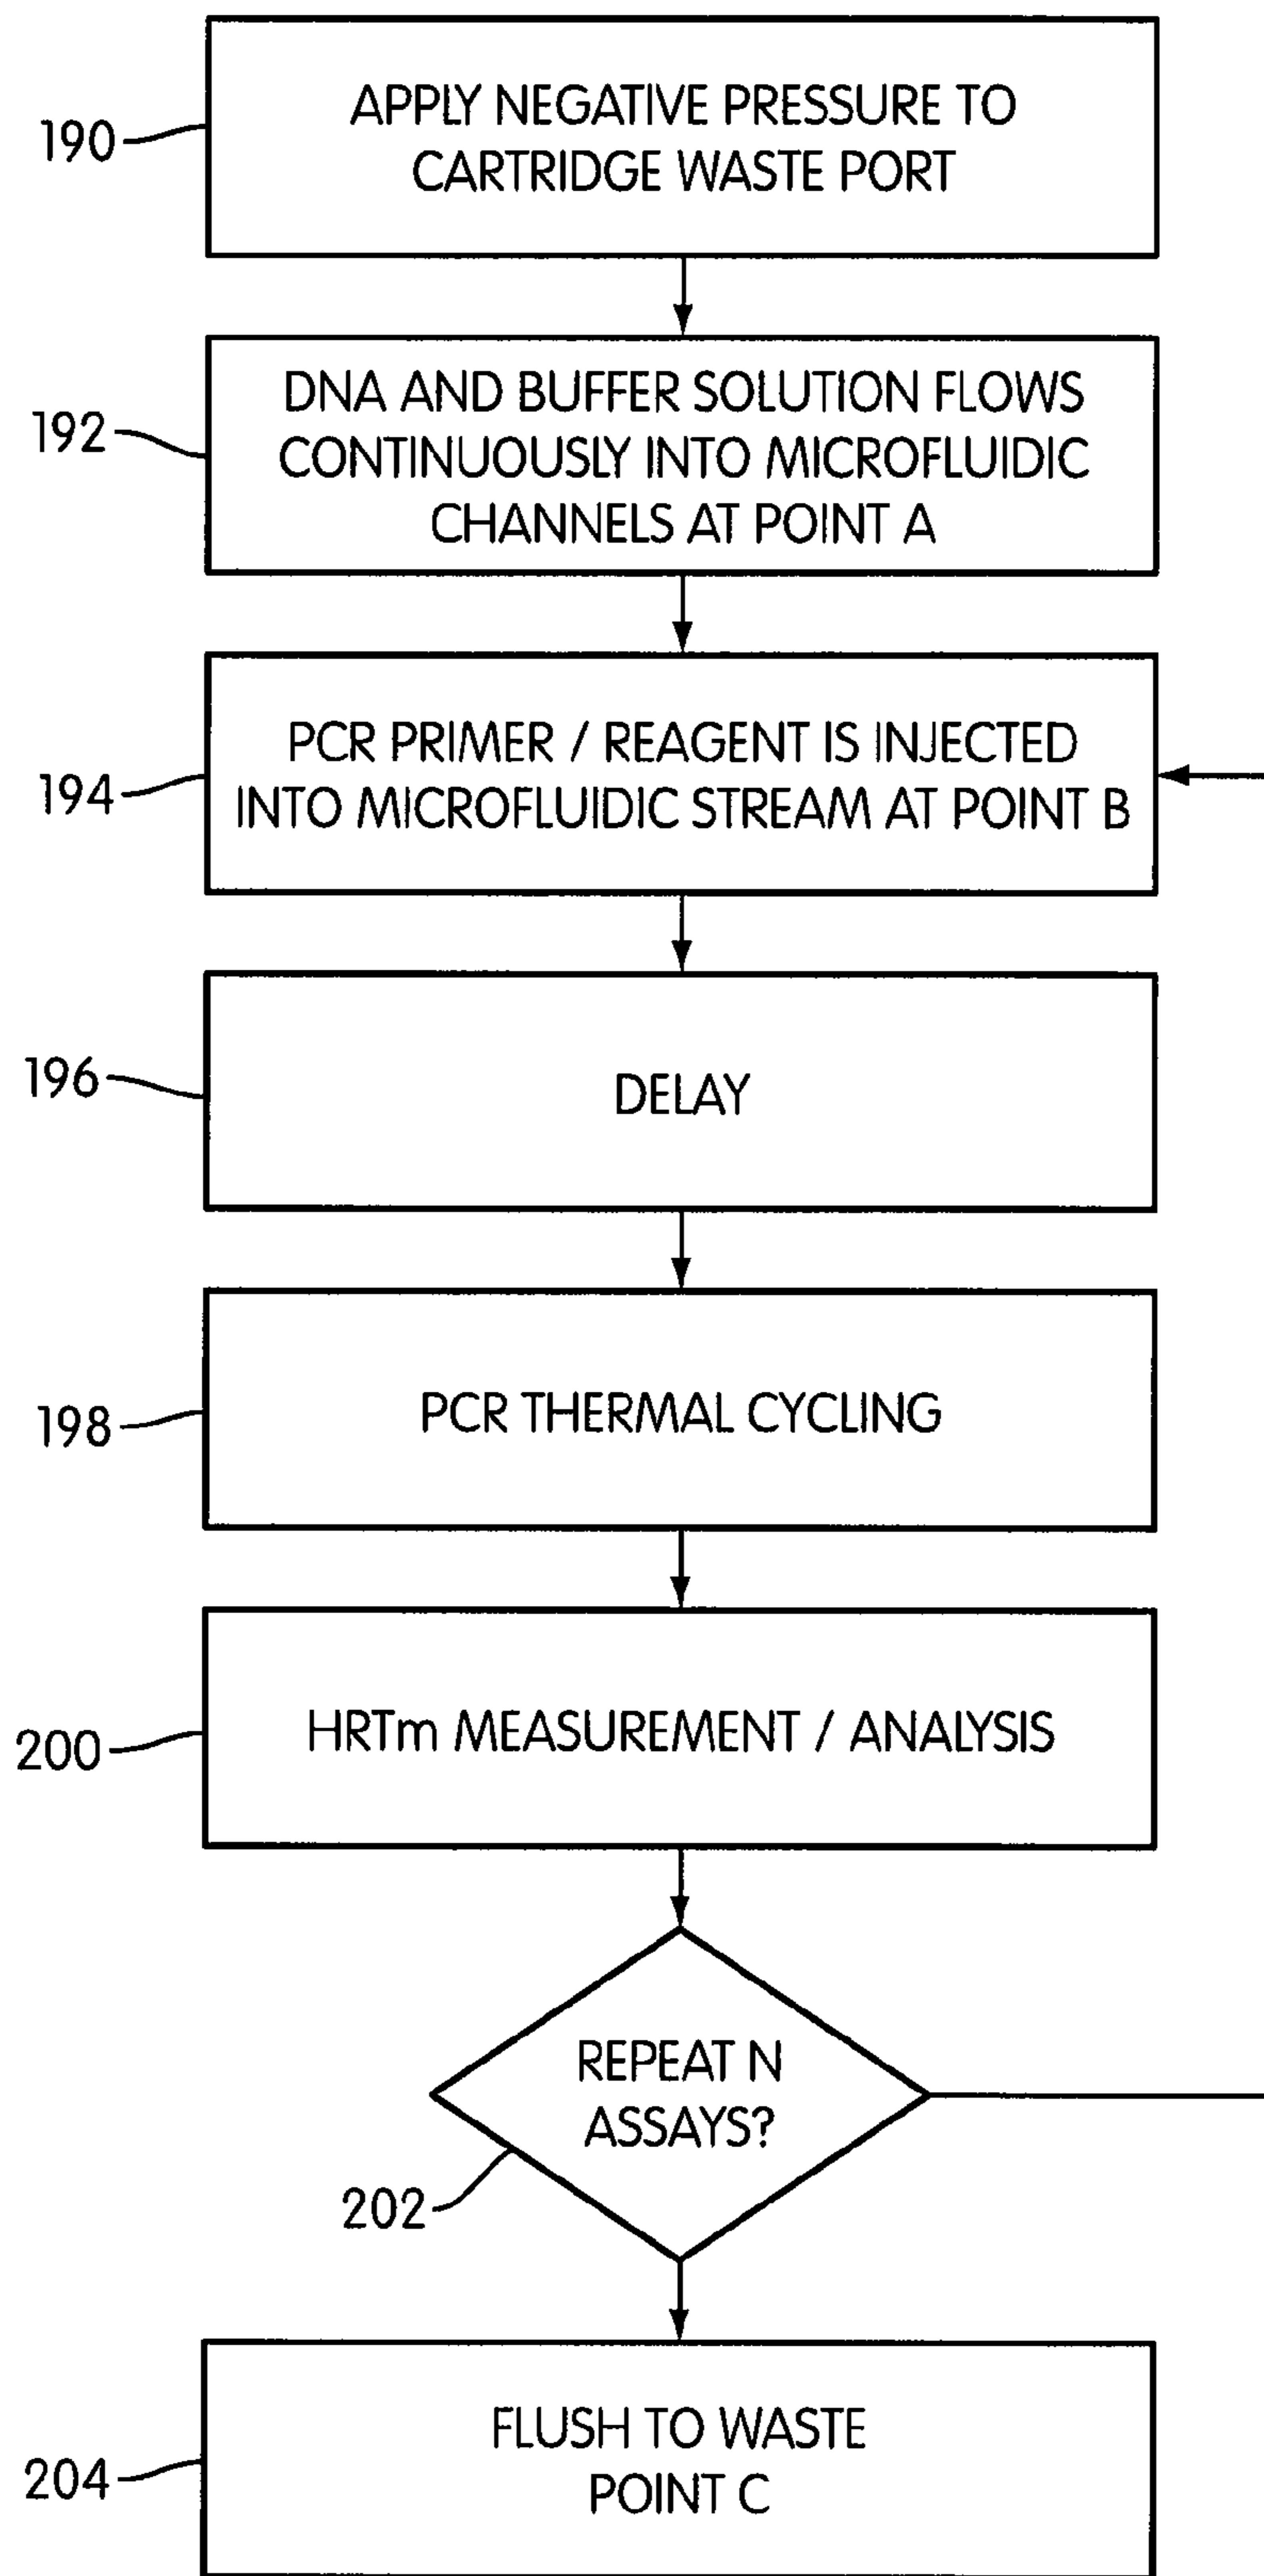 190
APPLY NEGATIVE PRESSURE TO
CARTRIDGE WASTE PORT
192
DNA AND BUFFER SOLUTION FLOWS
CONTINUOUSLY INTO MICROFLUIDIC
CHANNELS AT POINT A
194
PCR PRIMER / REAGENT IS INJECTED
INTO MICROFLUIDIC STREAM AT POINT B
196
DELAY
198
PCR THERMAL CYCLING
200
HRTm MEASUREMENT / ANALYSIS
REPEAT N
ASSAYS?
202
204
FLUSH TO WASTE
POINT C